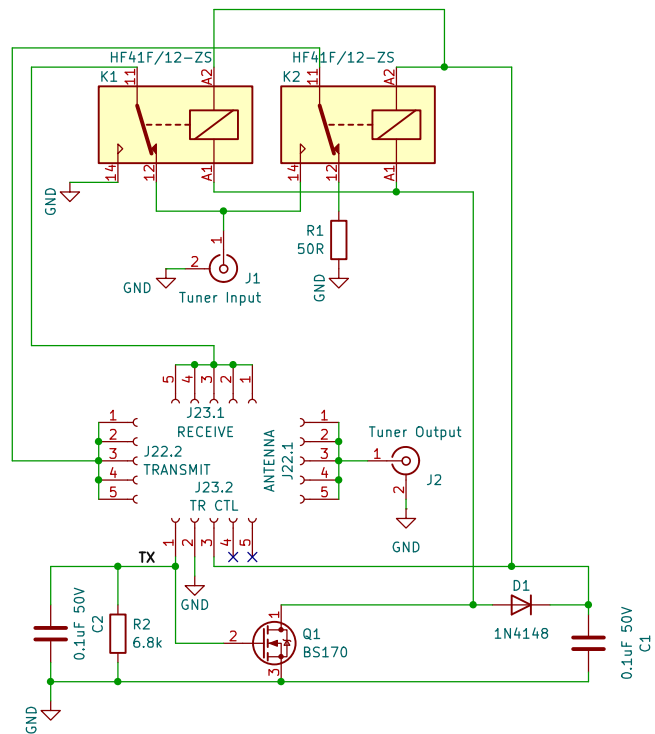 HF41F/12-ZS
HF41F/12-ZS
K1
11
A2
K2
11
A2
14
12
A1
14
12
A1
GND
R1
50R
1
2
J1
GND
Tuner Input
GND
5
4
3
2
1
J23.1
RECEIVE
1
2
3
4
5
J22.2
TRANSMIT
ANTENNA
J22.1
1
2
3
4
5
Tuner Output
1
J2
2
GND
J23.2
TR CTL
1
2
3
4
5
TX
GND
0.1uF 50V
C2
R2
6.8k
1
2
3
Q1
BS170
D1
1N4148
0.1uF 50V
C1
GND